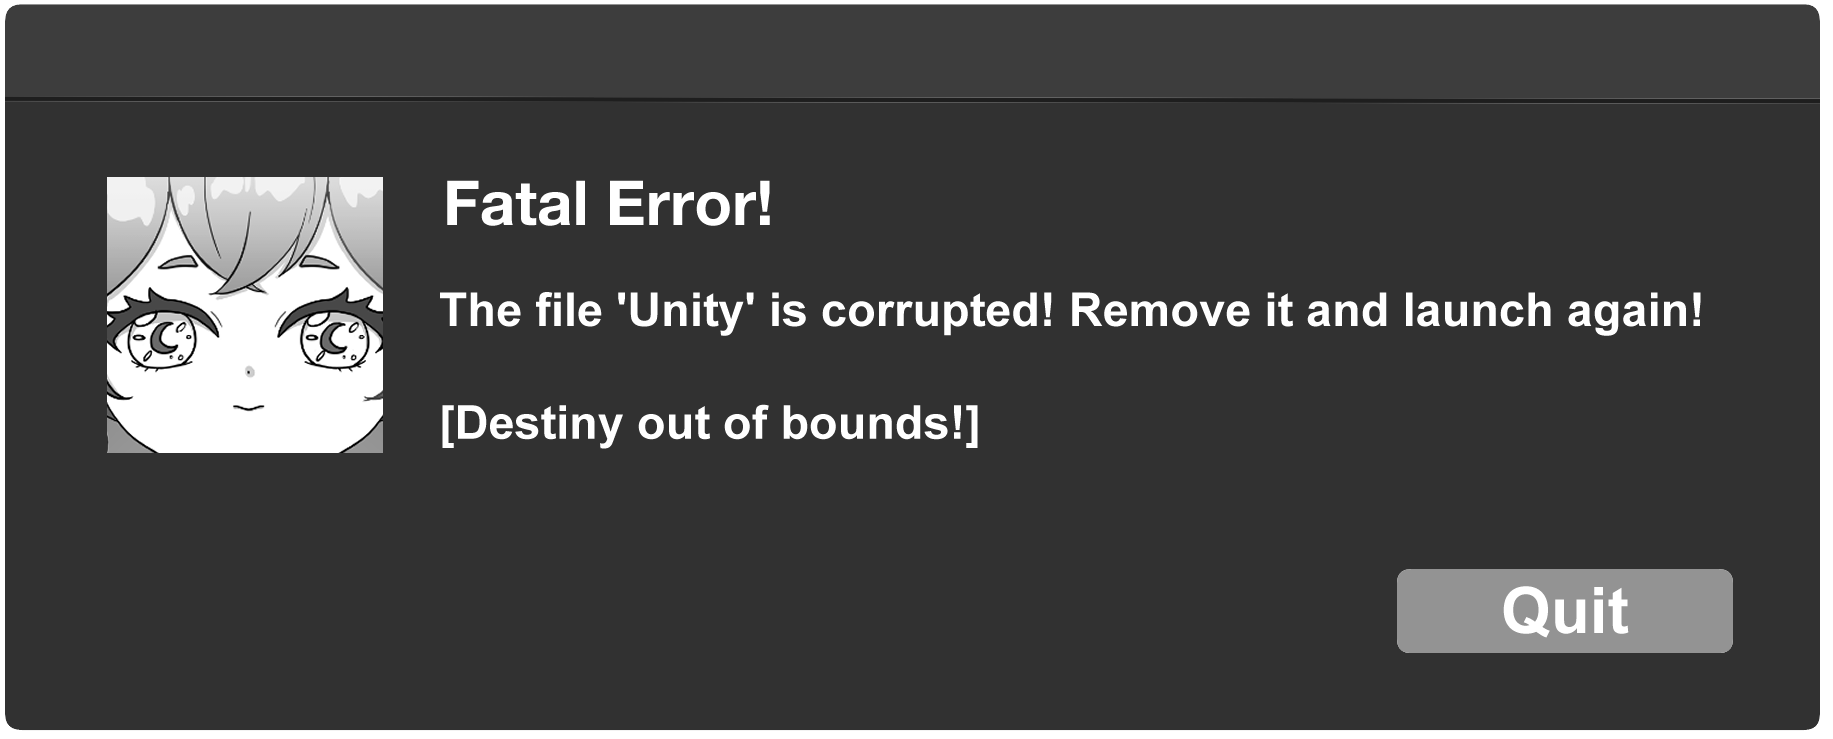 Fatal Error!
The file 'Unity' is corrupted! Remove it and launch again!
[Destiny out of bounds!]
Quit